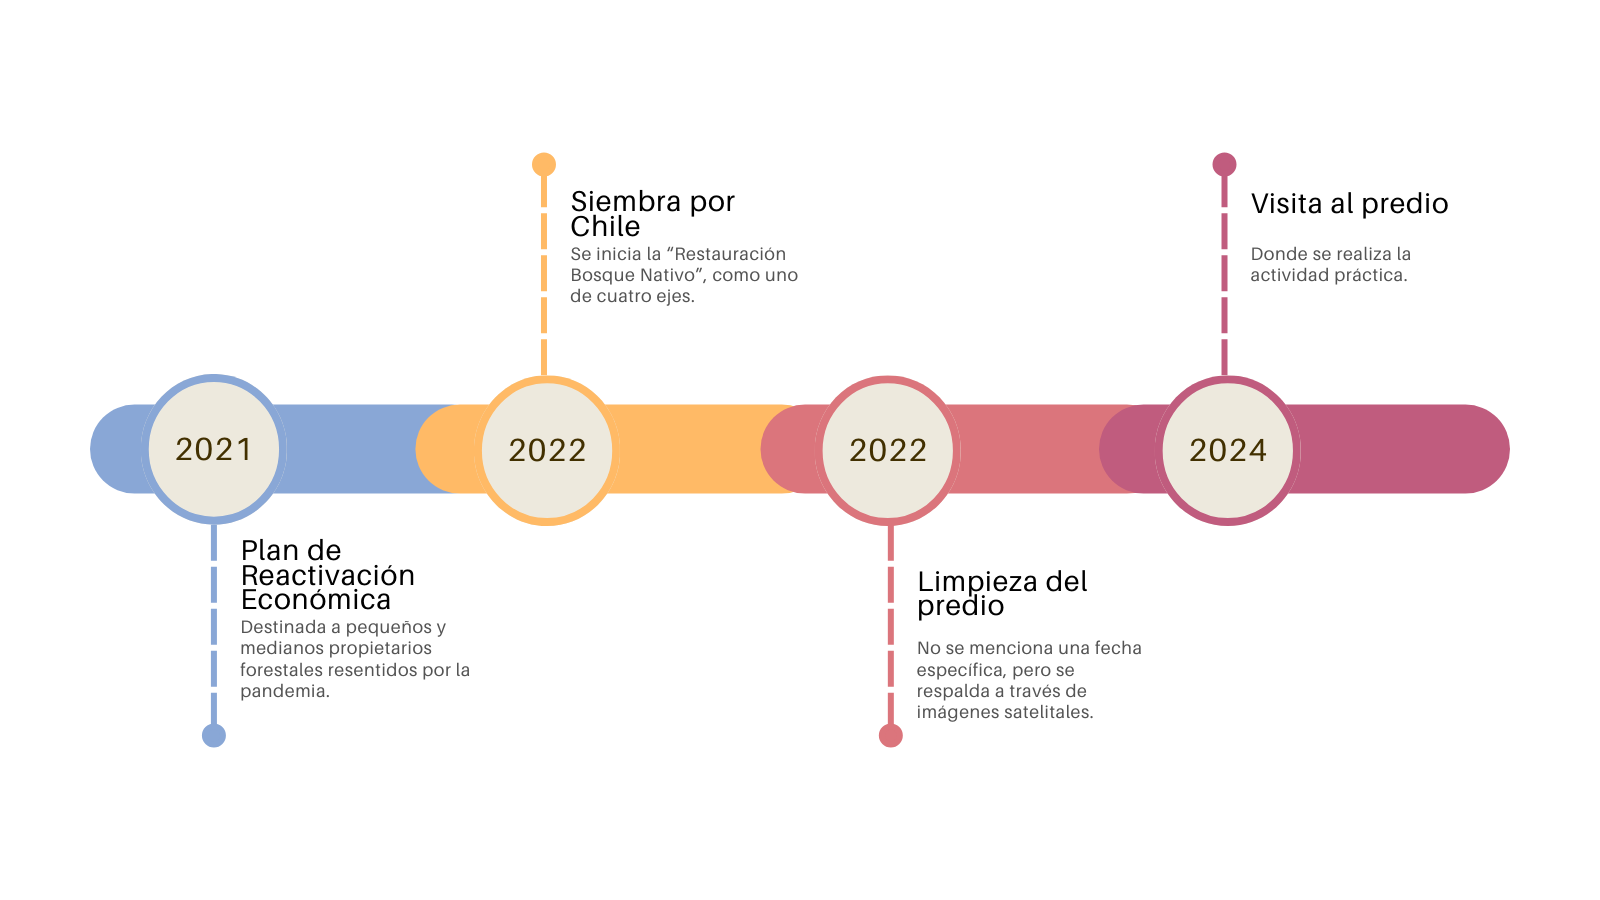 2021
Plan de
Reactivación
Económica
Destinada a pequeños y
medianos propietarios
forestales resentidos por la
pandemia.
2022
Siembra por
Chile
Se inicia la “Restauración
Bosque Nativo”, como uno
de cuatro ejes.
2022
Limpieza del
predio
No se menciona una fecha
específica, pero se
respalda a través de
imágenes satelitales.
2024
Visita al predio
Donde se realiza la
actividad práctica.